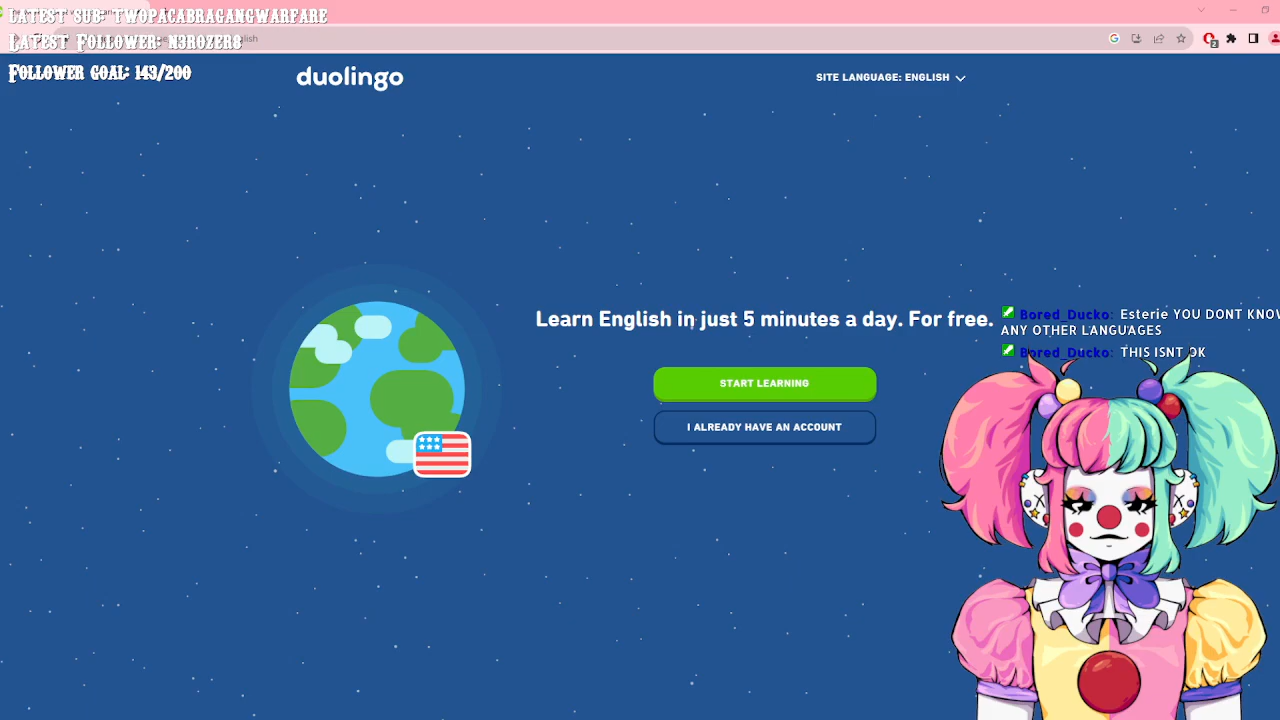 LATEST SUB: TWOPACABRAGANGWARFARE
LATEST FOLLOWER: N3ROZER8
FOLLOWER GOAL: 143/200
duolingo
SITE LANGUAGE: ENGLISH
Learn English in just 5 minutes a day. For free.
START LEARNING
I ALREADY HAVE AN ACCOUNT
Bored_Ducko: Esterie YOU DONT KNOW
ANY OTHER LANGUAGES
Bored_Ducko: THIS ISNT OK